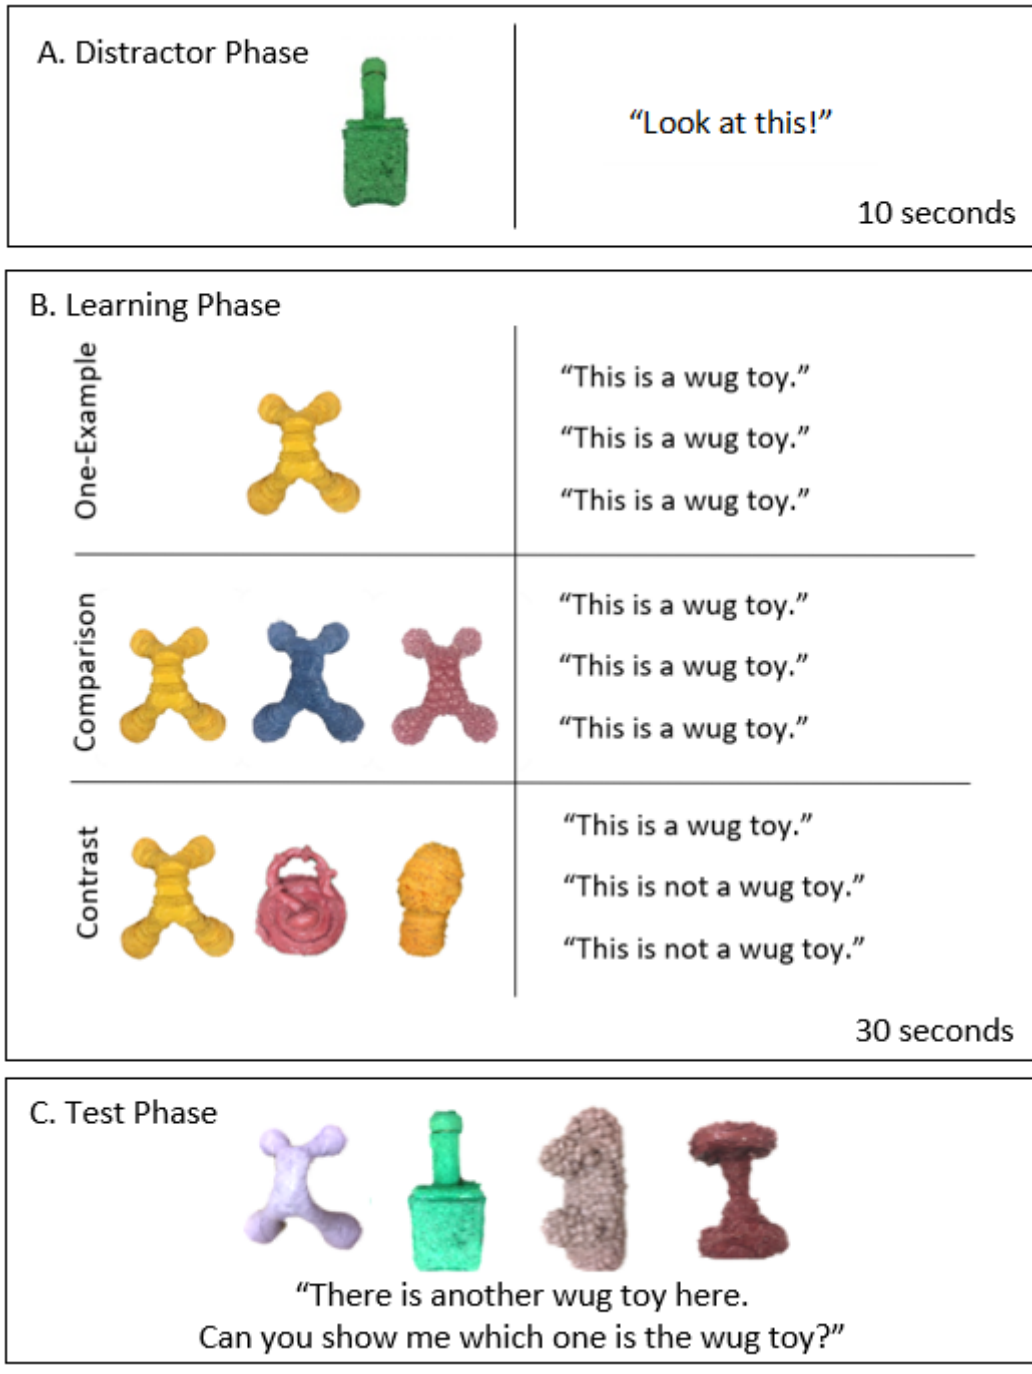 A. Distractor Phase
“Look at this!”
10 seconds
B. Learning Phase
One-Example
“This is a wug toy.”
“This is a wug toy.”
“This is a wug toy.”
Comparison
“This is a wug toy.”
“This is a wug toy.”
“This is a wug toy.”
Contrast
“This is a wug toy.”
“This is not a wug toy.”
“This is not a wug toy.”
30 seconds
C. Test Phase
“There is another wug toy here.
Can you show me which one is the wug toy?”